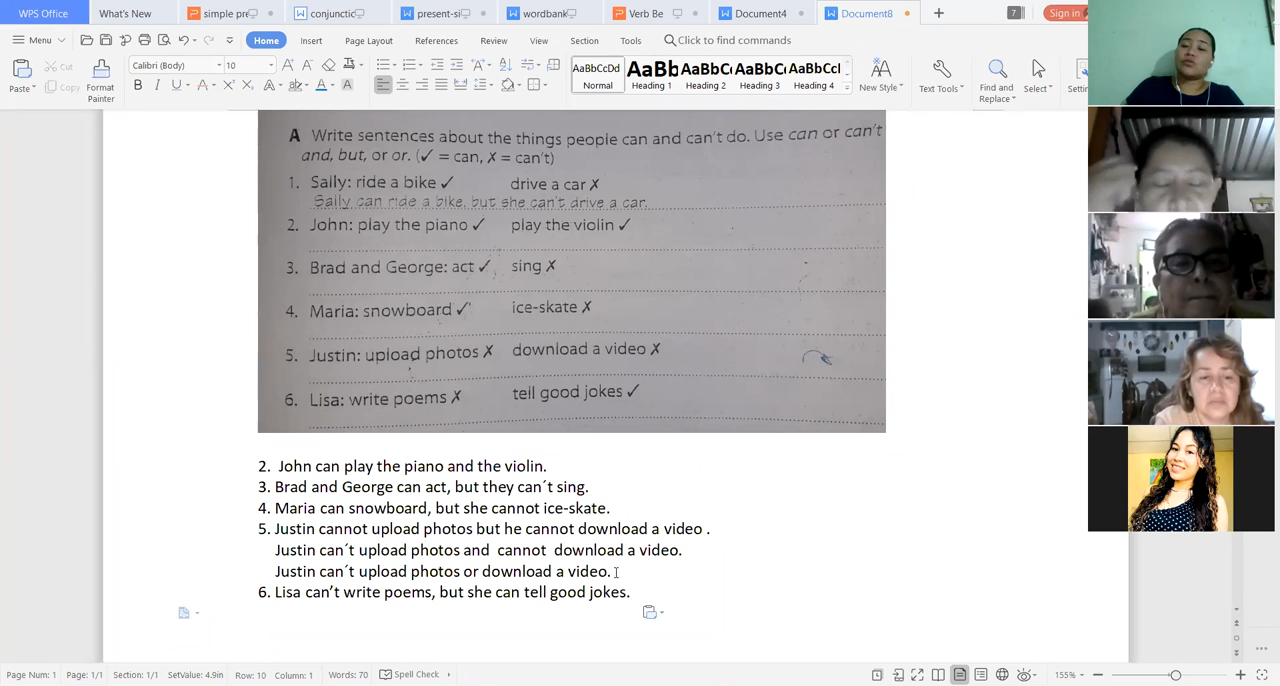 WPS Office What's New simple pre conjunctic present-si wordbank Verb Be Document4 Document8 7 Sign in
Menu Home Insert Page Layout References Review View Section Tools Click to find commands
Calibri (Body) 10 AaBbCcDd AaBb AaBbC AaBbC AaBbCcl
Paste Cut Copy Format Painter Normal Heading 1 Heading 2 Heading 3 Heading 4 New Style Text Tools Find and Replace Select
A Write sentences about the things people can and can't do. Use can or can't
and, but, or or. (✓ = can, ✗ = can't)
1. Sally: ride a bike ✓ drive a car ✗
Sally can ride a bike, but she can't drive a car.
2. John: play the piano ✓ play the violin ✓
3. Brad and George: act ✓ sing ✗
4. Maria: snowboard ✓ ice-skate ✗
5. Justin: upload photos ✗ download a video ✗
6. Lisa: write poems ✗ tell good jokes ✓
2. John can play the piano and the violin.
3. Brad and George can act, but they can´t sing.
4. Maria can snowboard, but she cannot ice-skate.
5. Justin cannot upload photos but he cannot download a video .
Justin can´t upload photos and cannot download a video.
Justin can´t upload photos or download a video.
6. Lisa can't write poems, but she can tell good jokes.
Page Num: 1 Page: 1/1 Section: 1/1 SetValue: 4.9in Row: 10 Column: 1 Words: 70 Spell Check 155%